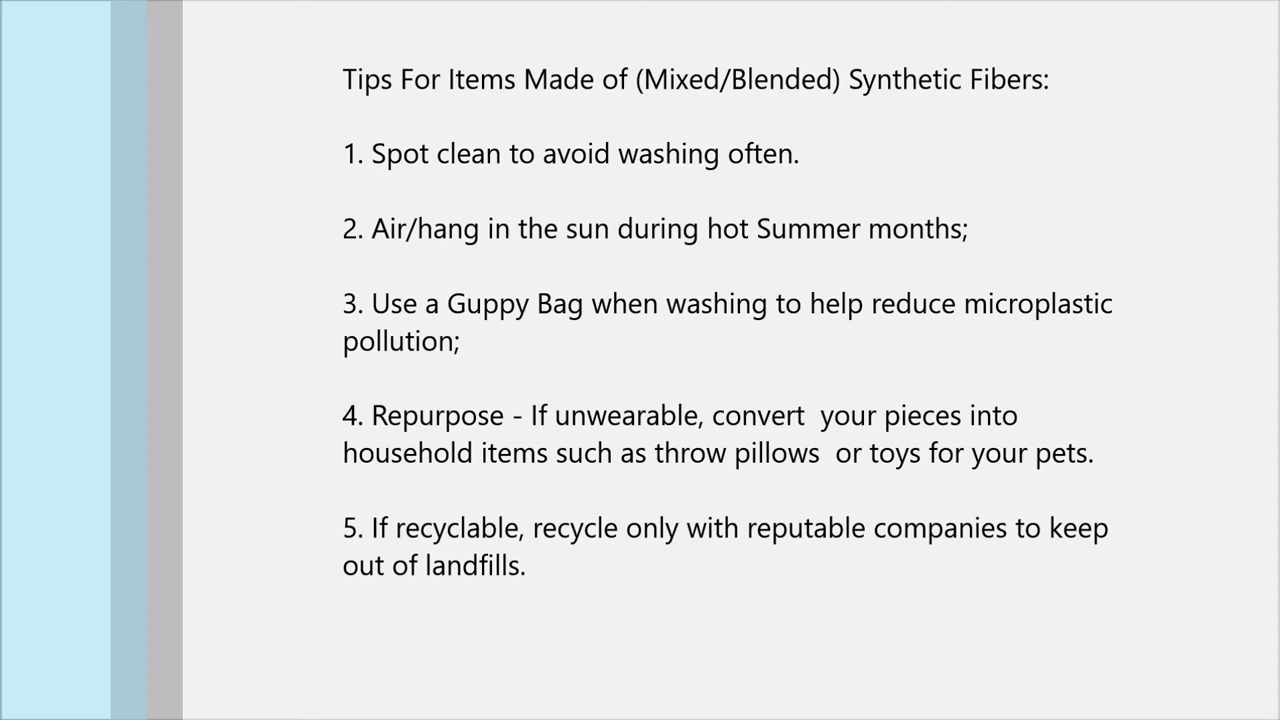 Tips For Items Made of (Mixed/Blended) Synthetic Fibers:
1. Spot clean to avoid washing often.
2. Air/hang in the sun during hot Summer months;
3. Use a Guppy Bag when washing to help reduce microplastic
pollution;
4. Repurpose - If unwearable, convert  your pieces into
household items such as throw pillows  or toys for your pets.
5. If recyclable, recycle only with reputable companies to keep
out of landfills.